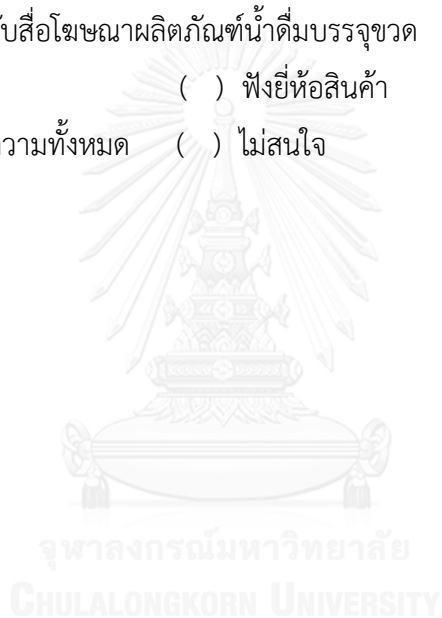 ับสื่อโฆษณาผลิตภัณฑ์น้ำดื่มบรรจุขวด
( ) ฟังยี่ห้อสินค้า
วามทั้งหมด ( ) ไม่สนใจ
จุฬาลงกรณ์มหาวิทยาลัย
CHULALONGKORN UNIVERSITY